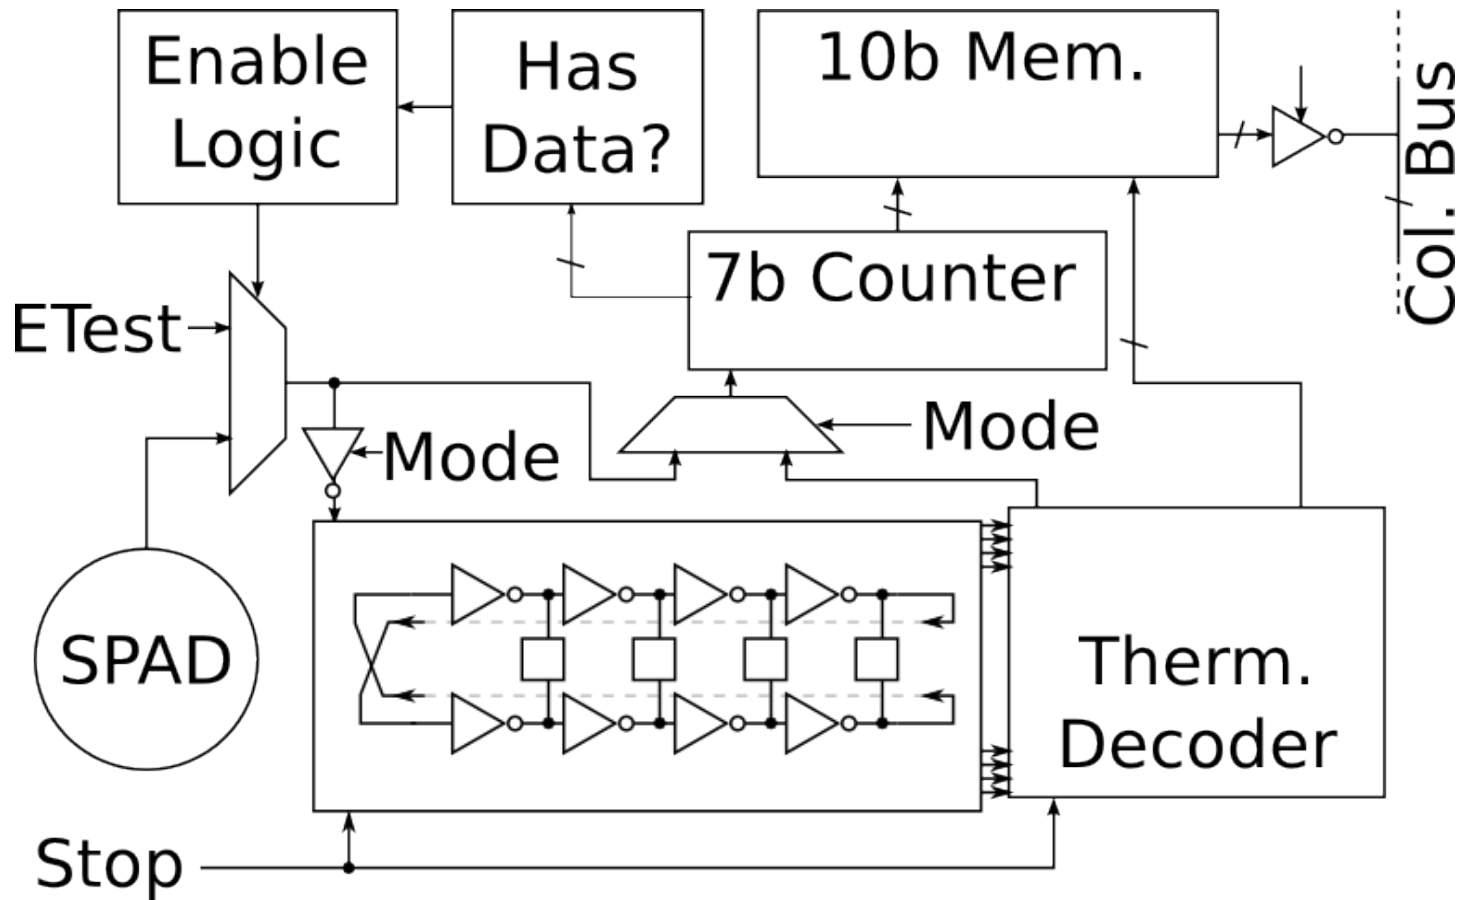 Enable
Logic
Has
Data?
10b Mem.
Col. Bus
7b Counter
ETest
Mode
Mode
SPAD
Therm.
Decoder
Stop